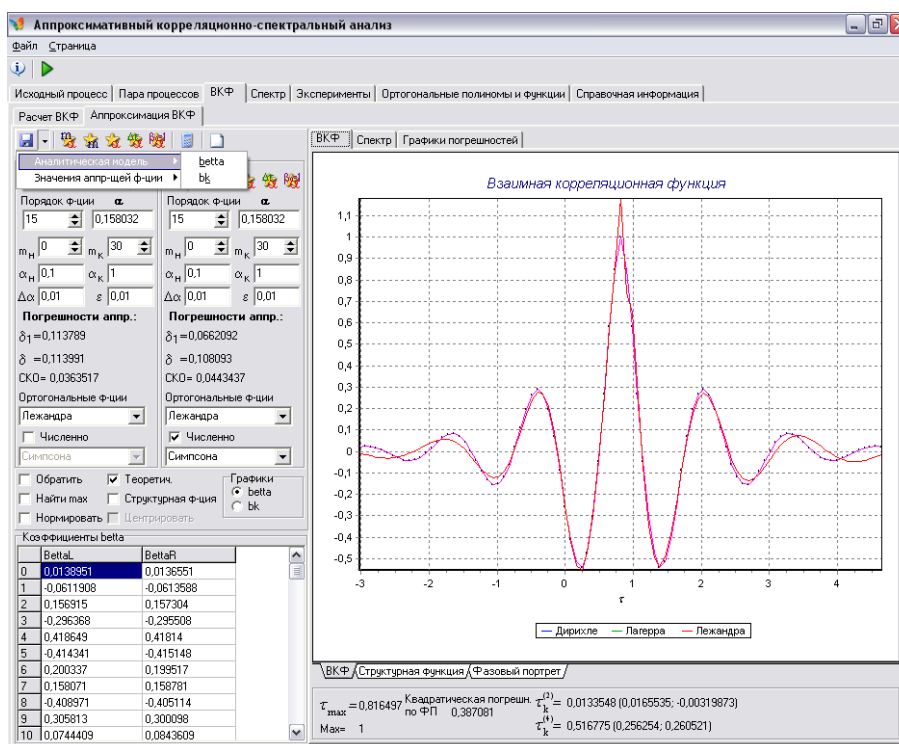 Аппроксимативный корреляционно-спектральный анализ
Файл Страница
Исходный процесс Пара процессов ВКФ Спектр Эксперименты Ортогональные полиномы и функции Справочная информация
Расчет ВКФ Аппроксимация ВКФ
Аналитическая модель
Значения аппр-щей ф-ции
betta
bk
Порядок ф-ции α
15 0,158032
mн 0 mк 30
αн 0,1 αк 1
Δα 0,01 ε 0,01
Погрешности аппр.:
δ1=0,113789
δ =0,113991
СКО= 0,0363517
Ортогональные ф-ции
Лежандра
Численно
Симпсона
Порядок ф-ции α
15 0,158032
mн 0 mк 30
αн 0,1 αк 1
Δα 0,01 ε 0,01
Погрешности аппр.:
δ1=0,0662092
δ =0,108093
СКО= 0,0443437
Ортогональные ф-ции
Лежандра
Численно
Симпсона
Обратить Теоретич.
Найти max Структурная ф-ция
Нормировать Центрировать
Графики
betta
bk
Коэффициенты betta
BettaL BettaR
0 0,0138951 0,0136551
1 -0,0611908 -0,0613588
2 0,156915 0,157304
3 -0,296368 -0,295508
4 0,418649 0,41814
5 -0,414341 -0,415148
6 0,200337 0,199517
7 0,158071 0,158781
8 -0,408971 -0,405114
9 0,305813 0,300098
10 0,0744409 0,0843609
ВКФ Спектр Графики погрешностей
Взаимная корреляционная функция
1,1
1
0,9
0,8
0,7
0,6
0,5
0,4
0,3
0,2
0,1
0
-0,1
-0,2
-0,3
-0,4
-0,5
-3 -2 -1 0 1 2 3 4
τ
Дирихле Лагерра Лежандра
ВКФ Структурная функция Фазовый портрет
τmax=0,816497 Квадратическая погрешн. по ФП 0,387081
Max= 1
τk(2)= 0,0133548 (0,0165535; -0,00319873)
τk(4)= 0,516775 (0,256254; 0,260521)